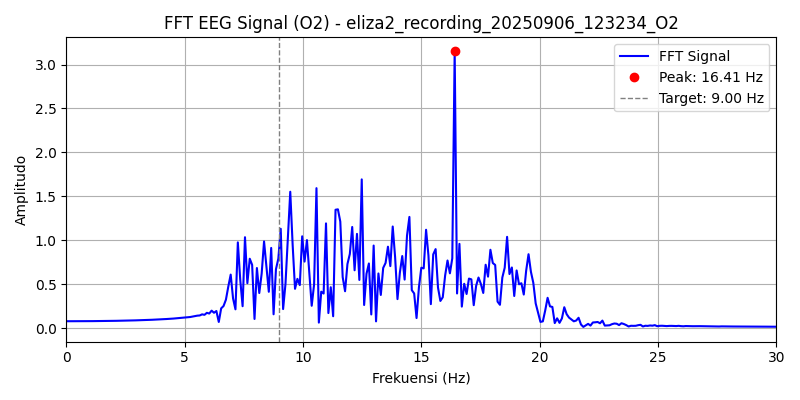 FFT EEG Signal (O2) - eliza2_recording_20250906_123234_O2
FFT Signal
Peak: 16.41 Hz
Target: 9.00 Hz
Amplitudo
3.0
2.5
2.0
1.5
1.0
0.5
0.0
0 5 10 15 20 25 30
Frekuensi (Hz)